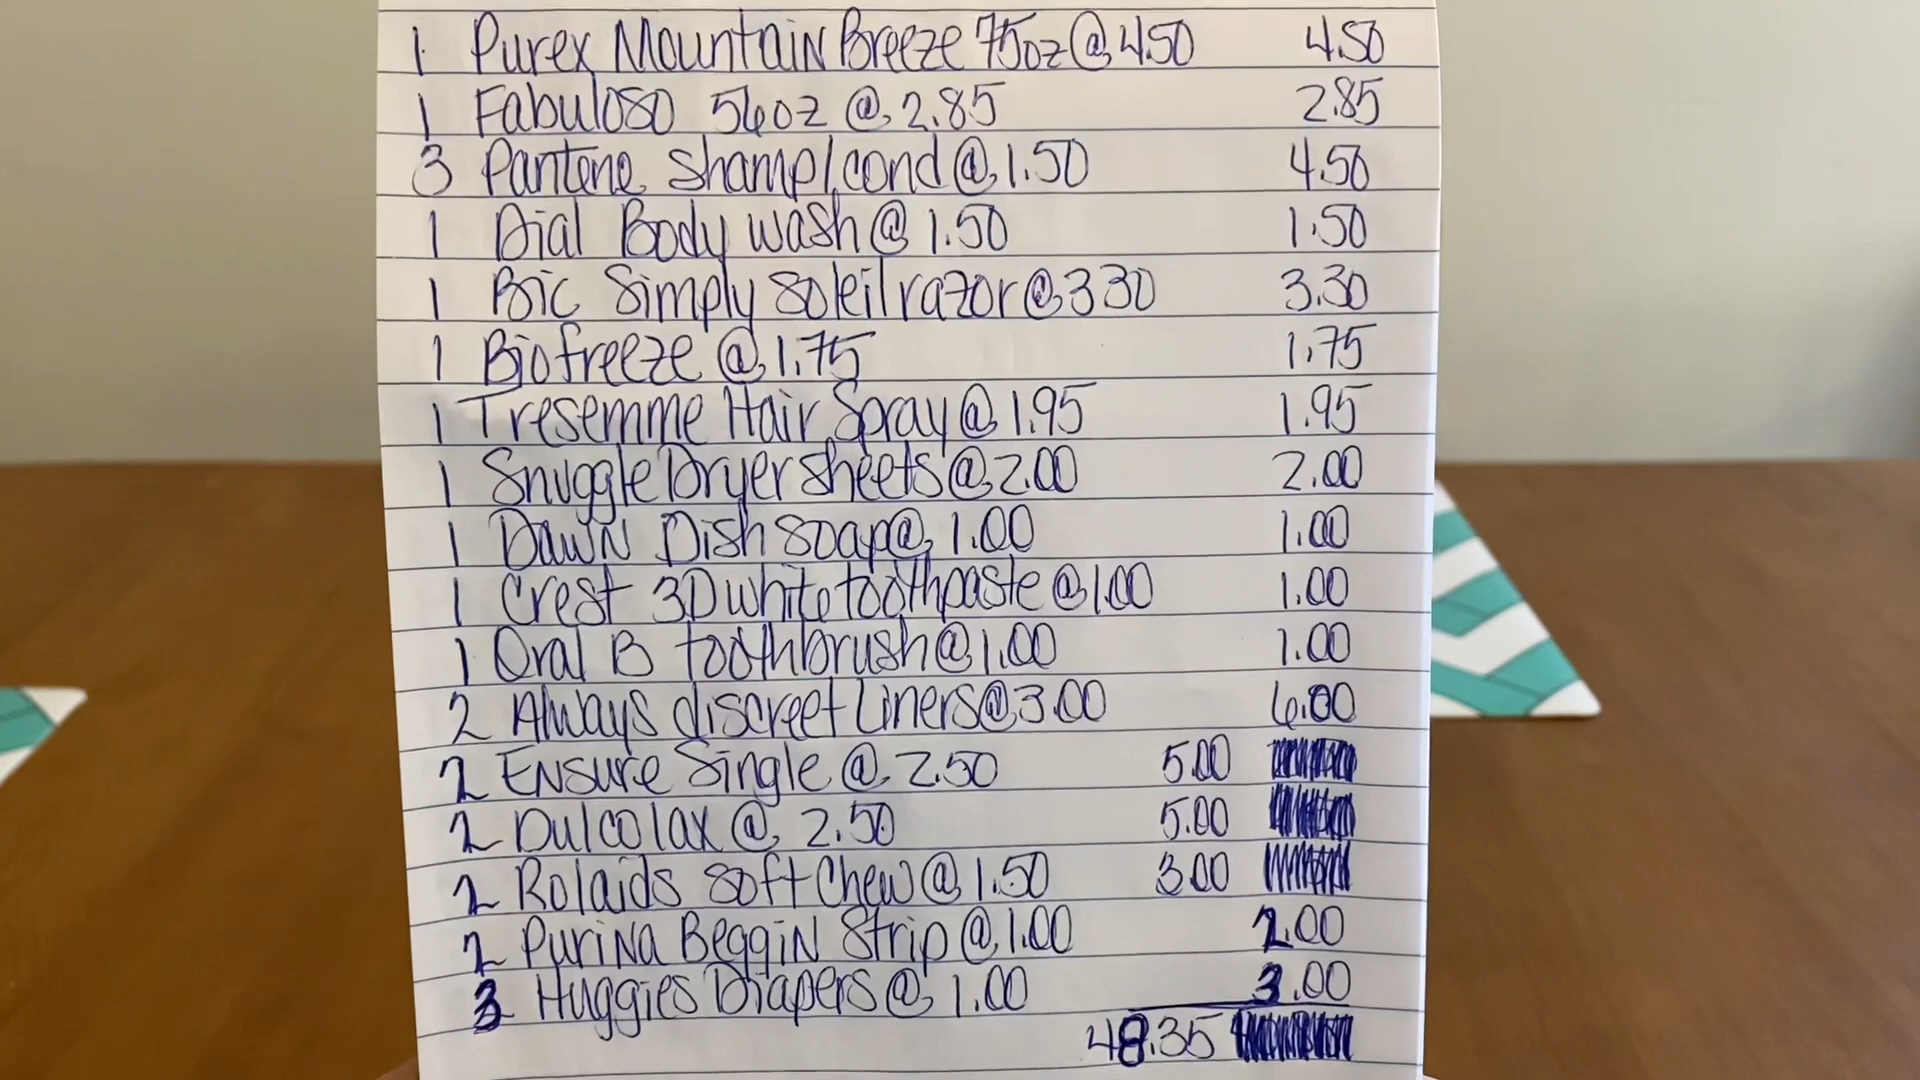 1 Purex Mountain Breeze 75oz @ 4.50 4.50
1 Fabuloso 56oz @ 2.85 2.85
3 Pantene Shamp/cond @ 1.50 4.50
1 Dial Body wash @ 1.50 1.50
1 Bic Simply Soleil razor @ 330 3.30
1 Biofreeze @ 1.75 1.75
1 Tresemme Hair Spray @ 1.95 1.95
1 Snuggle Dryer sheets @ 2.00 2.00
1 Dawn Dish Soap @ 1.00 1.00
1 Crest 3D white toothpaste @ 1.00 1.00
1 Oral B toothbrush @ 1.00 1.00
2 Always discreet Liners @ 3.00 6.00
2 Ensure Single @ 2.50 5.00
2 Dulcolax @ 2.50 5.00
2 Rolaids Soft Chew @ 1.50 3.00
2 Purina Beggin Strip @ 1.00 2.00
3 Huggies Diapers @ 1.00 3.00
48.35